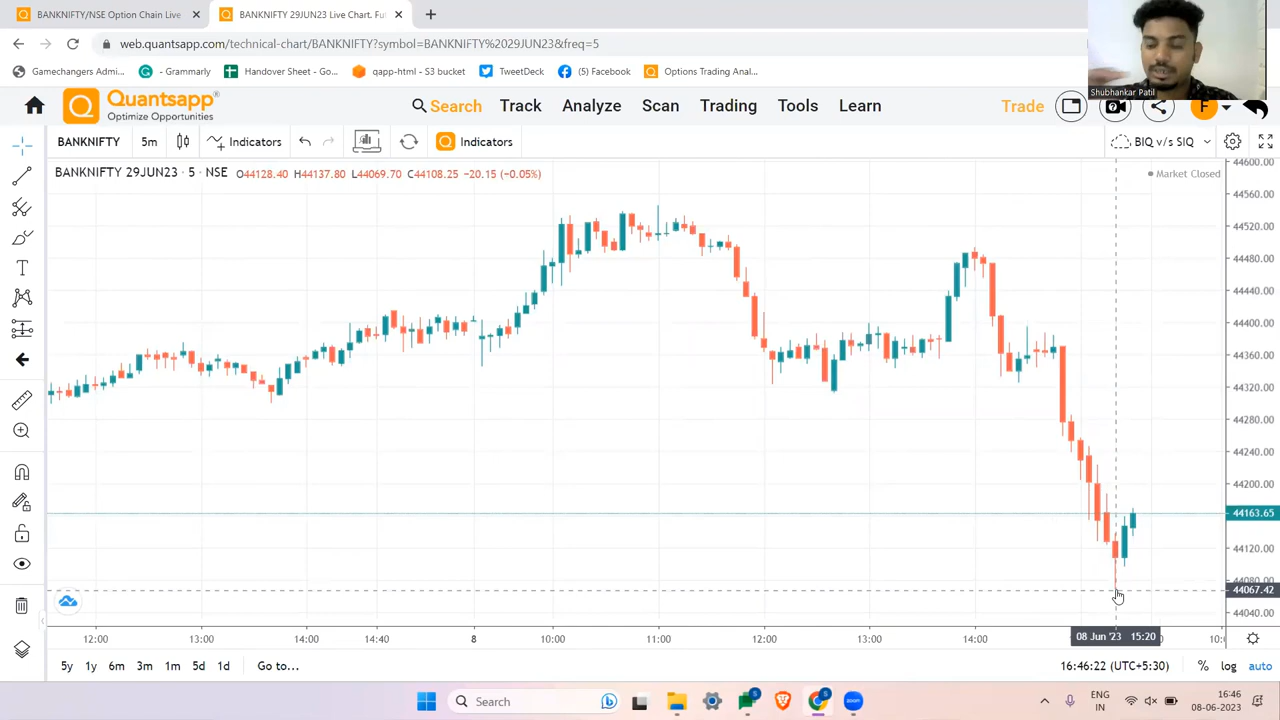 BANKNIFTY/NSE Option Chain Live
BANKNIFTY 29JUN23 Live Chart. Fu
web.quantsapp.com/technical-chart/BANKNIFTY?symbol=BANKNIFTY%2029JUN23&freq=5
Gamechangers Admi...
- Grammarly
Handover Sheet - Go...
qapp-html - S3 bucket
TweetDeck
(5) Facebook
Options Trading Anal...
Shubhankar Patil
Quantsapp
Optimize Opportunities
Search
Track
Analyze
Scan
Trading
Tools
Learn
Trade
F
BANKNIFTY
5m
Indicators
Indicators
BIQ v/s SIQ
BANKNIFTY 29JUN23 · 5 · NSE O44128.40 H44137.80 L44069.70 C44108.25 −20.15 (−0.05%)
Market Closed
44600.00
44560.00
44520.00
44480.00
44440.00
44400.00
44360.00
44320.00
44280.00
44240.00
44200.00
44163.65
44120.00
44080.00
44067.42
44040.00
12:00
13:00
14:00
14:40
8
10:00
11:00
12:00
13:00
14:00
08 Jun '23 15:20
10:
5y
1y
6m
3m
1m
5d
1d
Go to...
16:46:22 (UTC+5:30)
%
log
auto
Search
5
5
ENG
IN
16:46
08-06-2023